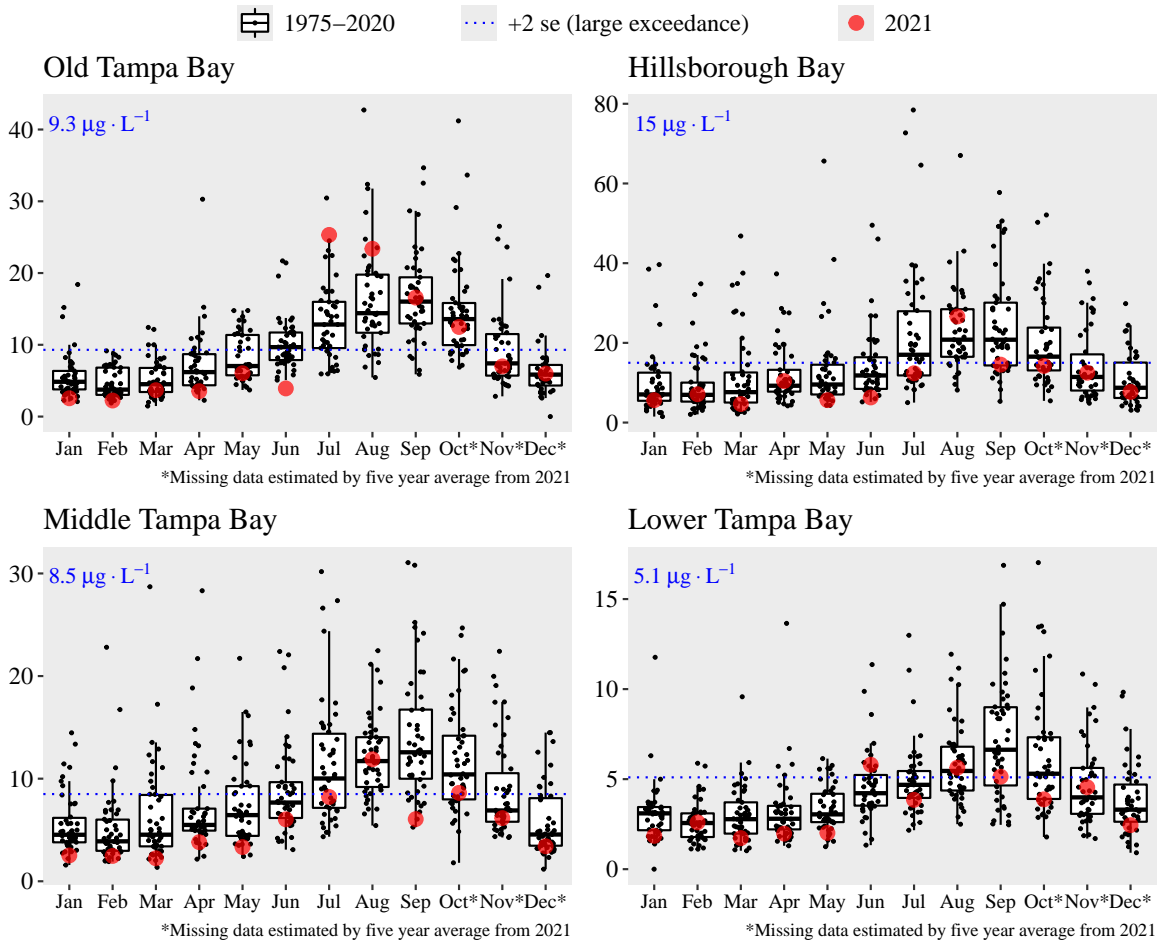 1975–2020 +2 se (large exceedance) 2021
Old Tampa Bay
9.3 μg · L⁻¹
40
30
20
10
0
Jan Feb Mar Apr May Jun Jul Aug Sep Oct* Nov* Dec*
*Missing data estimated by five year average from 2021
Hillsborough Bay
15 μg · L⁻¹
80
60
40
20
0
Jan Feb Mar Apr May Jun Jul Aug Sep Oct* Nov* Dec*
*Missing data estimated by five year average from 2021
Middle Tampa Bay
8.5 μg · L⁻¹
30
20
10
0
Jan Feb Mar Apr May Jun Jul Aug Sep Oct* Nov* Dec*
*Missing data estimated by five year average from 2021
Lower Tampa Bay
5.1 μg · L⁻¹
15
10
5
0
Jan Feb Mar Apr May Jun Jul Aug Sep Oct* Nov* Dec*
*Missing data estimated by five year average from 2021